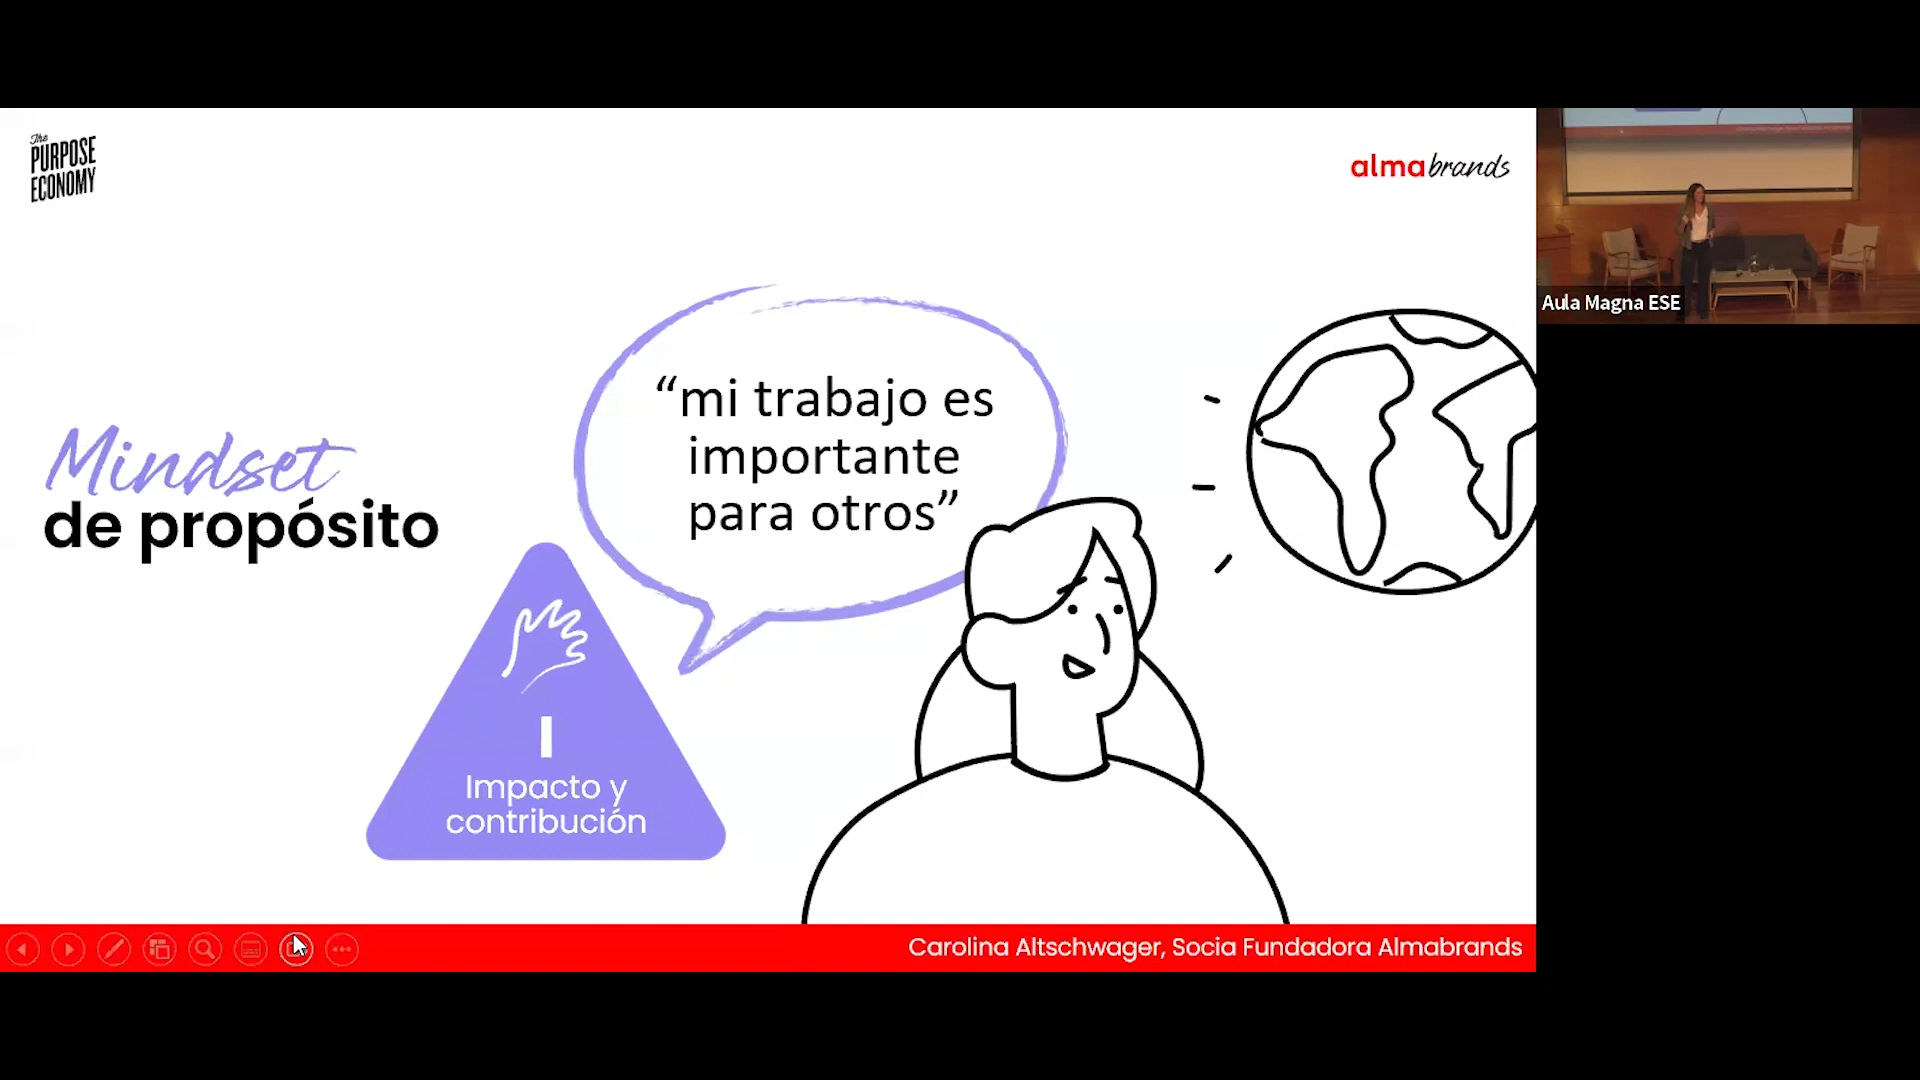 The
PURPOSE
ECONOMY
almabrands
Aula Magna ESE
Mindset
de propósito
“mi trabajo es
importante
para otros”
I
Impacto y
contribución
Carolina Altschwager, Socia Fundadora Almabrands